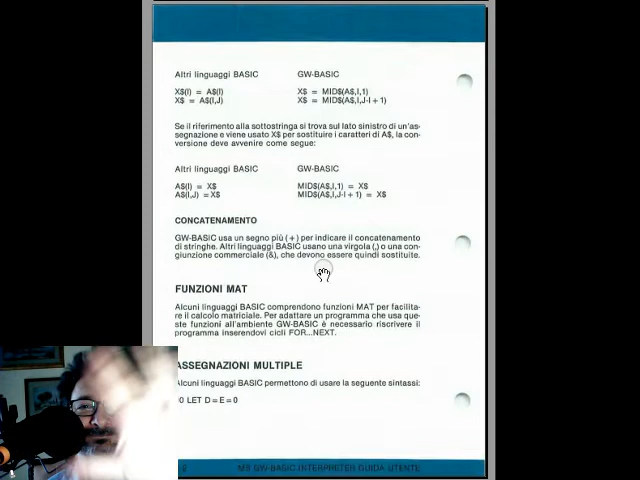 Altri linguaggi BASIC GW-BASIC
X$(I) = A$(I) X$ = MID$(A$,I,1)
X$ = A$(I,J) X$ = MID$(A$,I,J-I+1)
Se il riferimento alla sottostringa si trova sul lato sinistro di un'as-
segnazione e viene usato X$ per sostituire i caratteri di A$, la con-
versione deve avvenire come segue:
Altri linguaggi BASIC GW-BASIC
A$(I) = X$ MID$(A$,I,1) = X$
A$(I,J) = X$ MID$(A$,I,J-I+1) = X$
CONCATENAMENTO
GW-BASIC usa un segno più (+) per indicare il concatenamento
di stringhe. Altri linguaggi BASIC usano una virgola (,) o una con-
giunzione commerciale (&), che devono essere quindi sostituite.
FUNZIONI MAT
Alcuni linguaggi BASIC comprendono funzioni MAT per facilita-
re il calcolo matriciale. Per adattare un programma che usa que-
ste funzioni all'ambiente GW-BASIC è necessario riscrivere il
programma inserendovi cicli FOR...NEXT.
ASSEGNAZIONI MULTIPLE
Alcuni linguaggi BASIC permettono di usare la seguente sintassi:
0 LET D=E=0
2 MS GW-BASIC INTERPRETER GUIDA UTENTE